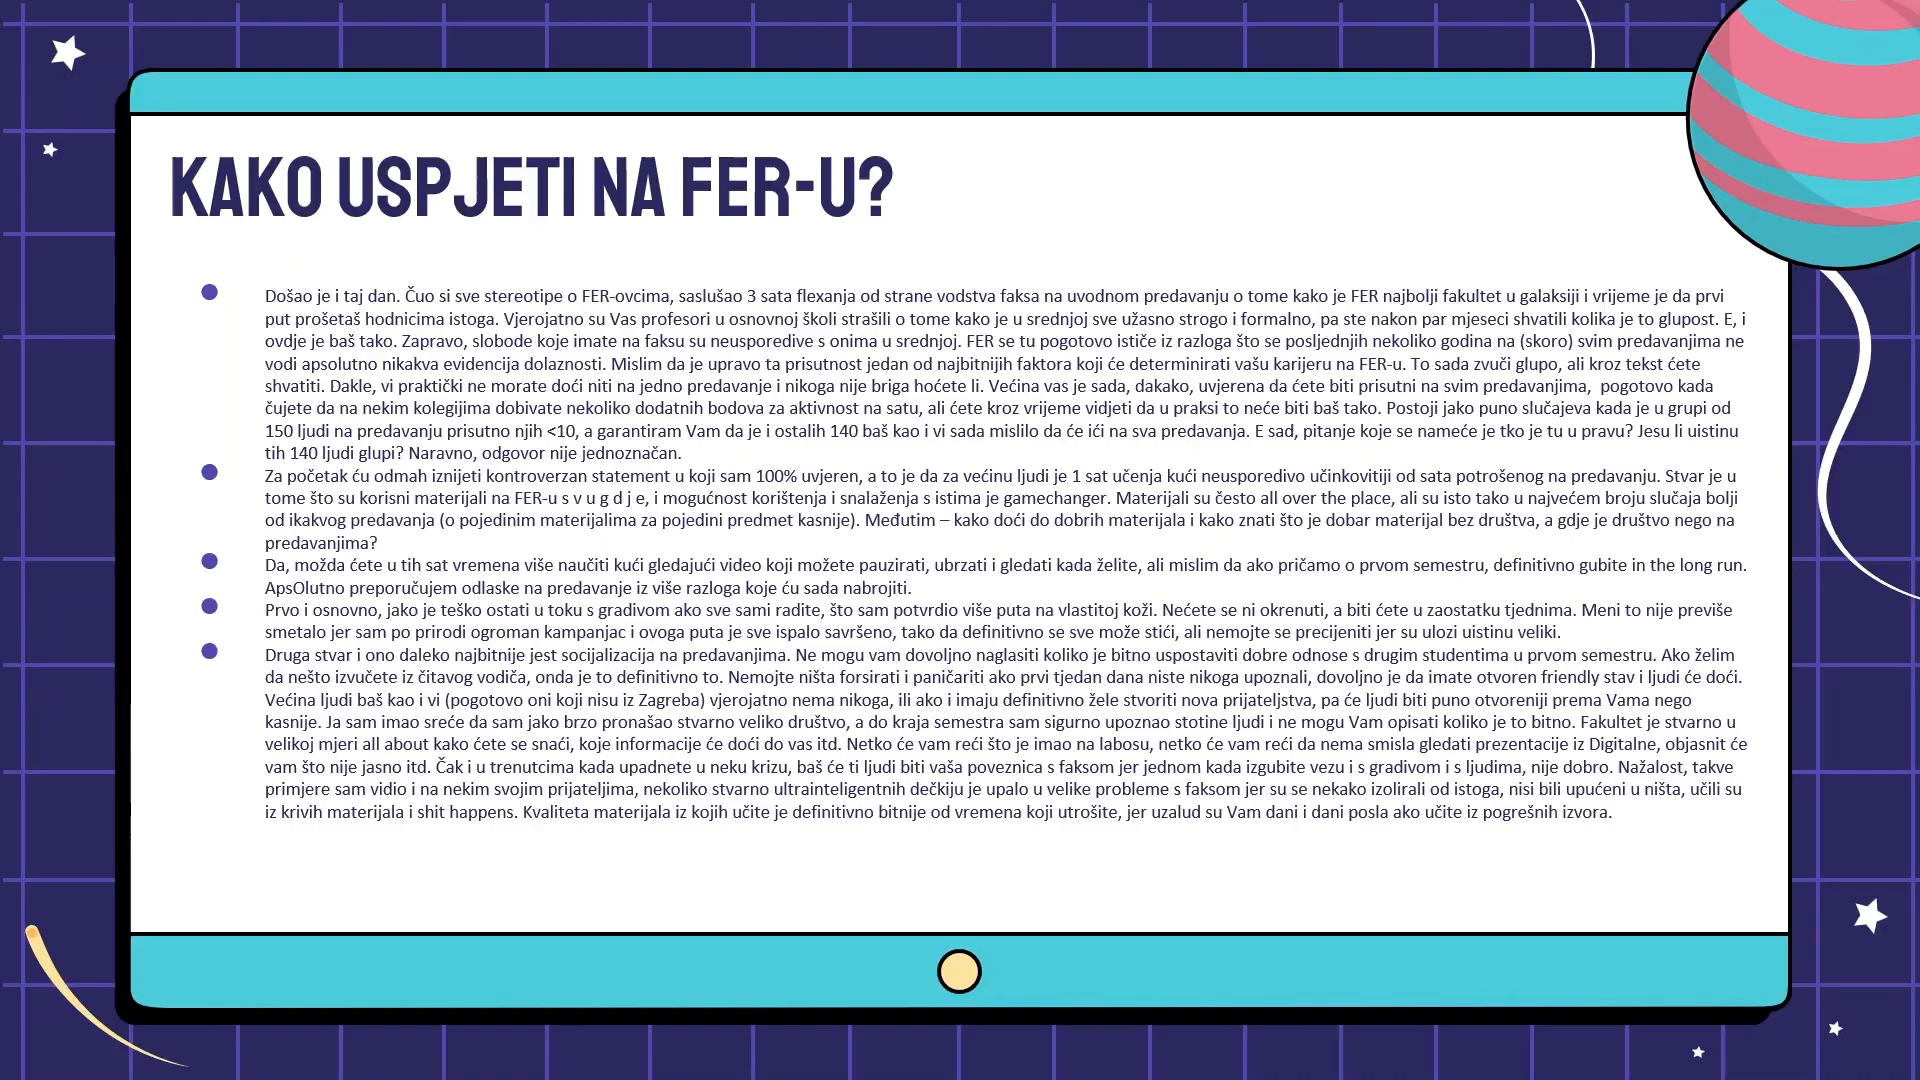 KAKO USPJETI NA FER-U?
Došao je i taj dan. Čuo si sve stereotipe o FER-ovcima, saslušao 3 sata flexanja od strane vodstva faksa na uvodnom predavanju o tome kako je FER najbolji fakultet u galaksiji i vrijeme je da prvi
put prošetaš hodnicima istoga. Vjerojatno su Vas profesori u osnovnoj školi strašili o tome kako je u srednjoj sve užasno strogo i formalno, pa ste nakon par mjeseci shvatili kolika je to glupost. E, i
ovdje je baš tako. Zapravo, slobode koje imate na faksu su neusporedive s onima u srednjoj. FER se tu pogotovo ističe iz razloga što se posljednjih nekoliko godina na (skoro) svim predavanjima ne
vodi apsolutno nikakva evidencija dolaznosti. Mislim da je upravo ta prisutnost jedan od najbitnijih faktora koji će determinirati vašu karijeru na FER-u. To sada zvuči glupo, ali kroz tekst ćete
shvatiti. Dakle, vi praktički ne morate doći niti na jedno predavanje i nikoga nije briga hoćete li. Većina vas je sada, dakako, uvjerena da ćete biti prisutni na svim predavanjima,  pogotovo kada
čujete da na nekim kolegijima dobivate nekoliko dodatnih bodova za aktivnost na satu, ali ćete kroz vrijeme vidjeti da u praksi to neće biti baš tako. Postoji jako puno slučajeva kada je u grupi od
150 ljudi na predavanju prisutno njih <10, a garantiram Vam da je i ostalih 140 baš kao i vi sada mislilo da će ići na sva predavanja. E sad, pitanje koje se nameće je tko je tu u pravu? Jesu li uistinu
tih 140 ljudi glupi? Naravno, odgovor nije jednoznačan.
Za početak ću odmah iznijeti kontroverzan statement u koji sam 100% uvjeren, a to je da za većinu ljudi je 1 sat učenja kući neusporedivo učinkovitiji od sata potrošenog na predavanju. Stvar je u
tome što su korisni materijali na FER-u s v u g d j e, i mogućnost korištenja i snalaženja s istima je gamechanger. Materijali su često all over the place, ali su isto tako u najvećem broju slučaja bolji
od ikakvog predavanja (o pojedinim materijalima za pojedini predmet kasnije). Međutim – kako doći do dobrih materijala i kako znati što je dobar materijal bez društva, a gdje je društvo nego na
predavanjima?
Da, možda ćete u tih sat vremena više naučiti kući gledajući video koji možete pauzirati, ubrzati i gledati kada želite, ali mislim da ako pričamo o prvom semestru, definitivno gubite in the long run.
ApsOlutno preporučujem odlaske na predavanje iz više razloga koje ću sada nabrojiti.
Prvo i osnovno, jako je teško ostati u toku s gradivom ako sve sami radite, što sam potvrdio više puta na vlastitoj koži. Nećete se ni okrenuti, a biti ćete u zaostatku tjednima. Meni to nije previše
smetalo jer sam po prirodi ogroman kampanjac i ovoga puta je sve ispalo savršeno, tako da definitivno se sve može stići, ali nemojte se precijeniti jer su ulozi uistinu veliki.
Druga stvar i ono daleko najbitnije jest socijalizacija na predavanjima. Ne mogu vam dovoljno naglasiti koliko je bitno uspostaviti dobre odnose s drugim studentima u prvom semestru. Ako želim
da nešto izvučete iz čitavog vodiča, onda je to definitivno to. Nemojte ništa forsirati i paničariti ako prvi tjedan dana niste nikoga upoznali, dovoljno je da imate otvoren friendly stav i ljudi će doći.
Većina ljudi baš kao i vi (pogotovo oni koji nisu iz Zagreba) vjerojatno nema nikoga, ili ako i imaju definitivno žele stvoriti nova prijateljstva, pa će ljudi biti puno otvoreniji prema Vama nego
kasnije. Ja sam imao sreće da sam jako brzo pronašao stvarno veliko društvo, a do kraja semestra sam sigurno upoznao stotine ljudi i ne mogu Vam opisati koliko je to bitno. Fakultet je stvarno u
velikoj mjeri all about kako ćete se snaći, koje informacije će doći do vas itd. Netko će vam reći što je imao na labosu, netko će vam reći da nema smisla gledati prezentacije iz Digitalne, objasnit će
vam što nije jasno itd. Čak i u trenutcima kada upadnete u neku krizu, baš će ti ljudi biti vaša poveznica s faksom jer jednom kada izgubite vezu i s gradivom i s ljudima, nije dobro. Nažalost, takve
primjere sam vidio i na nekim svojim prijateljima, nekoliko stvarno ultrainteligentnih dečkiju je upalo u velike probleme s faksom jer su se nekako izolirali od istoga, nisi bili upućeni u ništa, učili su
iz krivih materijala i shit happens. Kvaliteta materijala iz kojih učite je definitivno bitnije od vremena koji utrošite, jer uzalud su Vam dani i dani posla ako učite iz pogrešnih izvora.